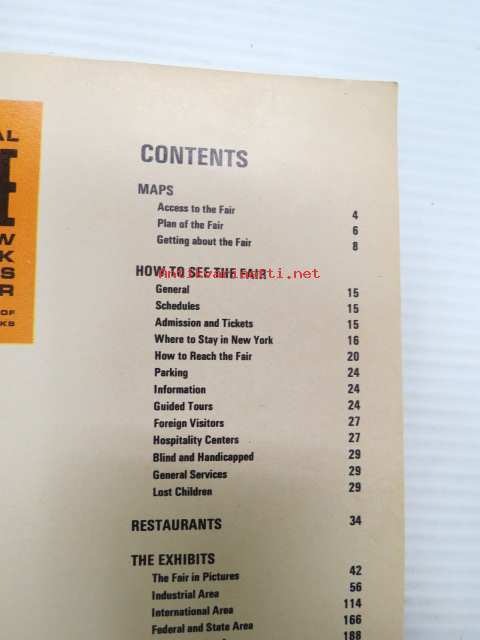 AL
W
K
S
R
OF
KS
CONTENTS
MAPS
Access to the Fair 4
Plan of the Fair 6
Getting about the Fair 8
HOW TO SEE THE FAIR
General 15
Schedules 15
Admission and Tickets 15
Where to Stay in New York 16
How to Reach the Fair 20
Parking 24
Information 24
Guided Tours 24
Foreign Visitors 27
Hospitality Centers 27
Blind and Handicapped 29
General Services 29
Lost Children 29
RESTAURANTS 34
THE EXHIBITS
The Fair in Pictures 42
Industrial Area 56
International Area 114
Federal and State Area 166
188